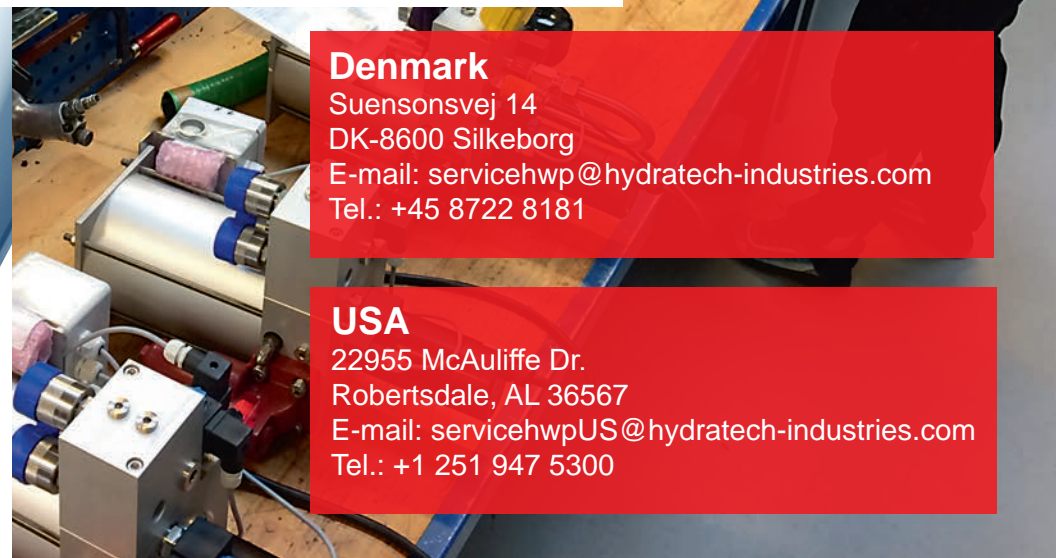 Denmark
Suensonsvej 14
DK-8600 Silkeborg
E-mail: servicehwp@hydratech-industries.com
Tel.: +45 8722 8181
USA
22955 McAuliffe Dr.
Robertsdale, AL 36567
E-mail: servicehwpUS@hydratech-industries.com
Tel.: +1 251 947 5300